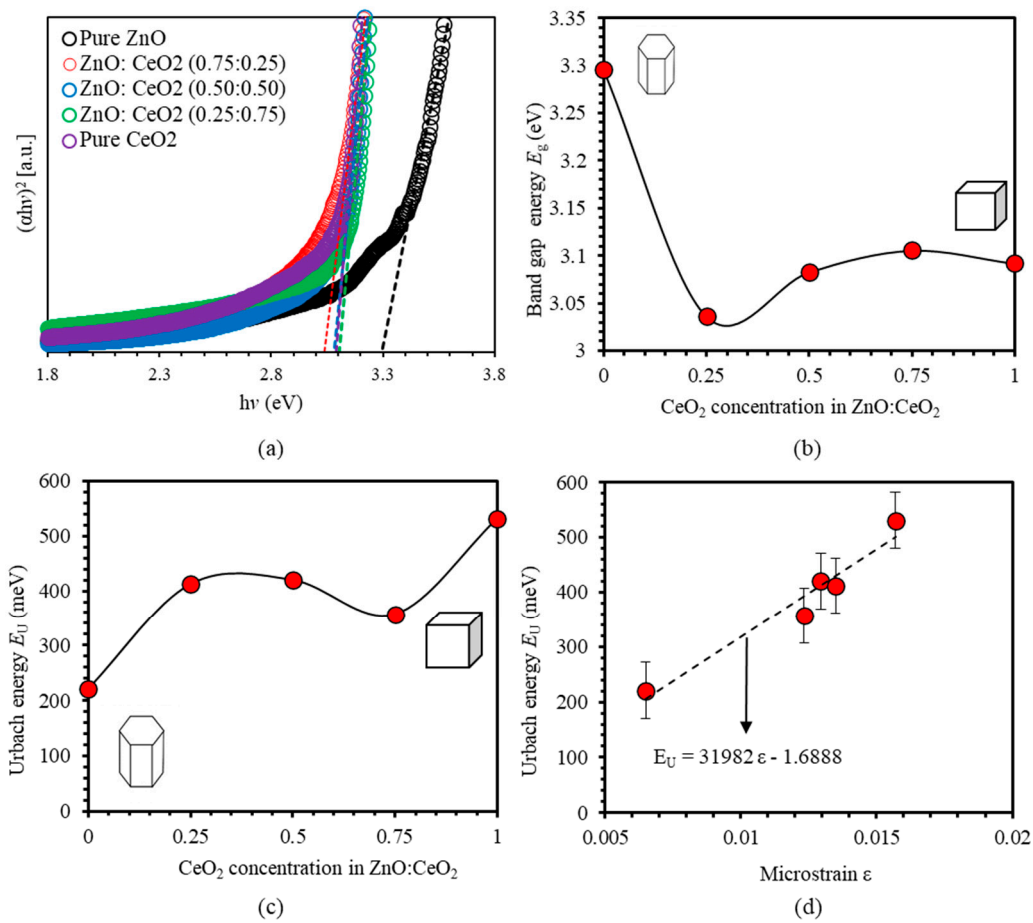 Pure ZnO
ZnO: CeO2 (0.75:0.25)
ZnO: CeO2 (0.50:0.50)
ZnO: CeO2 (0.25:0.75)
Pure CeO2
(αhν)² [a.u.]
1.8 2.3 2.8 3.3 3.8
hν (eV)
(a)
Band gap energy Eg (eV)
3.35
3.3
3.25
3.2
3.15
3.1
3.05
3
0 0.25 0.5 0.75 1
CeO₂ concentration in ZnO:CeO₂
(b)
Urbach energy EU (meV)
600
500
400
300
200
100
0
0 0.25 0.5 0.75 1
CeO₂ concentration in ZnO:CeO₂
(c)
Urbach energy EU (meV)
600
500
400
300
200
100
0
EU = 31982 ε - 1.6888
0.005 0.01 0.015 0.02
Microstrain ε
(d)